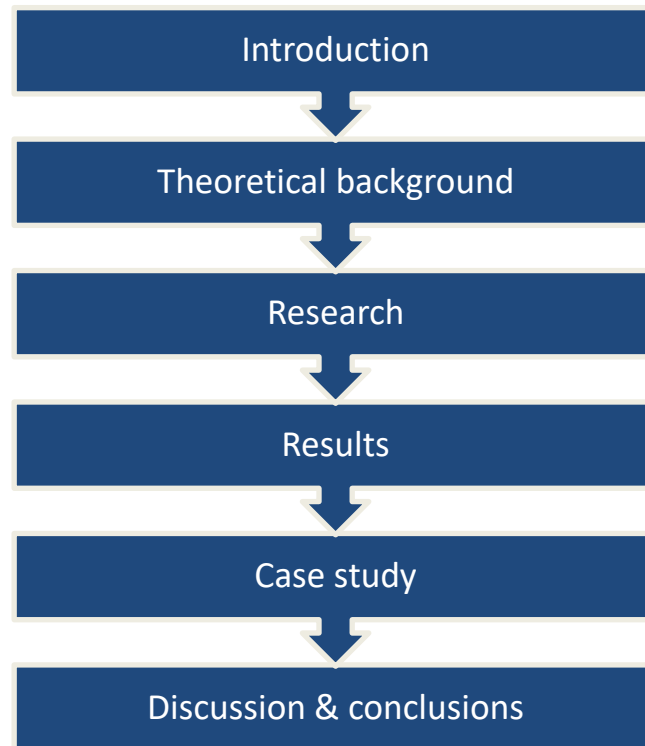 Introduction
Theoretical background
Research
Results
Case study
Discussion & conclusions